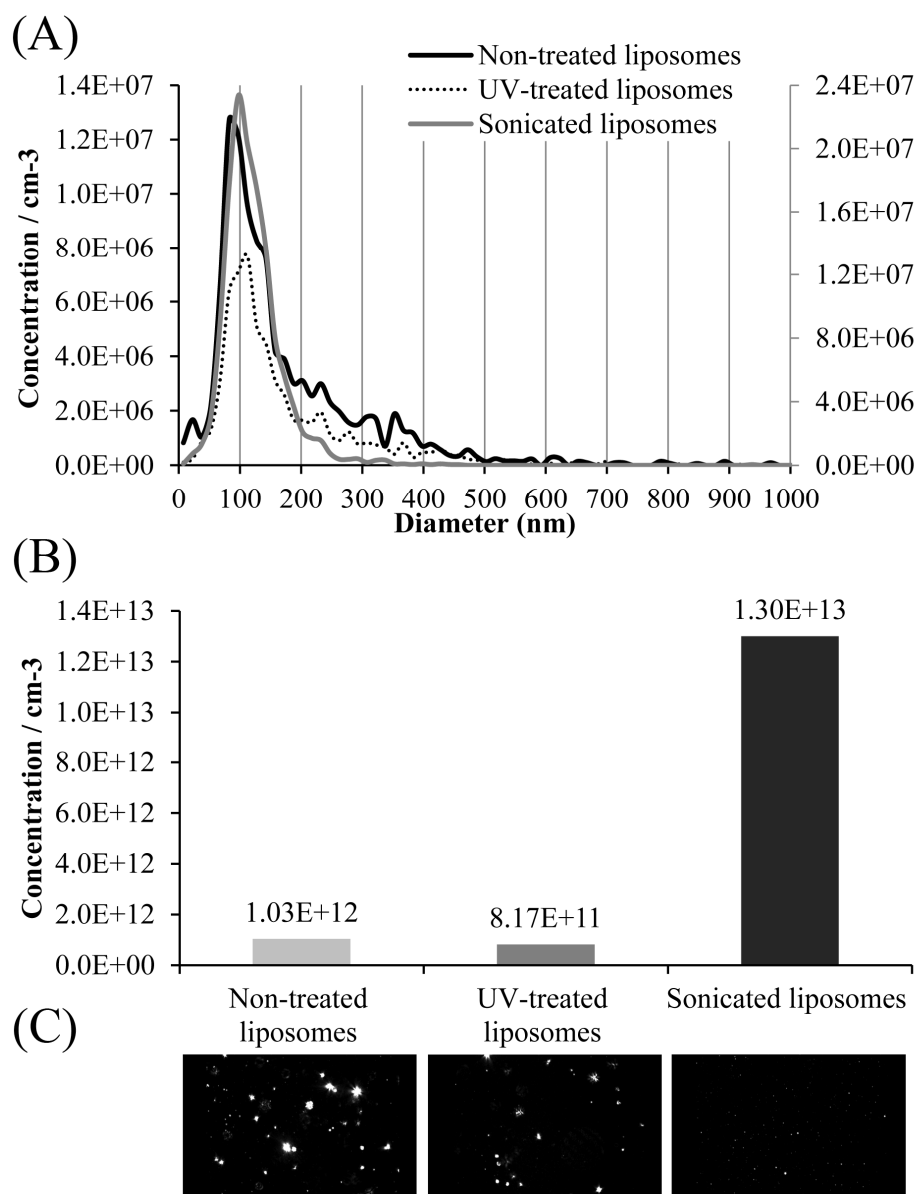 (A)
Non-treated liposomes
UV-treated liposomes
Sonicated liposomes
1.4E+07
1.2E+07
1.0E+07
8.0E+06
6.0E+06
4.0E+06
2.0E+06
0.0E+00
Concentration / cm-3
2.4E+07
2.0E+07
1.6E+07
1.2E+07
8.0E+06
4.0E+06
0.0E+00
0 100 200 300 400 500 600 700 800 900 1000
Diameter (nm)
(B)
1.4E+13
1.2E+13
1.0E+13
8.0E+12
6.0E+12
4.0E+12
2.0E+12
0.0E+00
Concentration / cm-3
1.03E+12
8.17E+11
1.30E+13
Non-treated
liposomes
UV-treated
liposomes
Sonicated liposomes
(C)